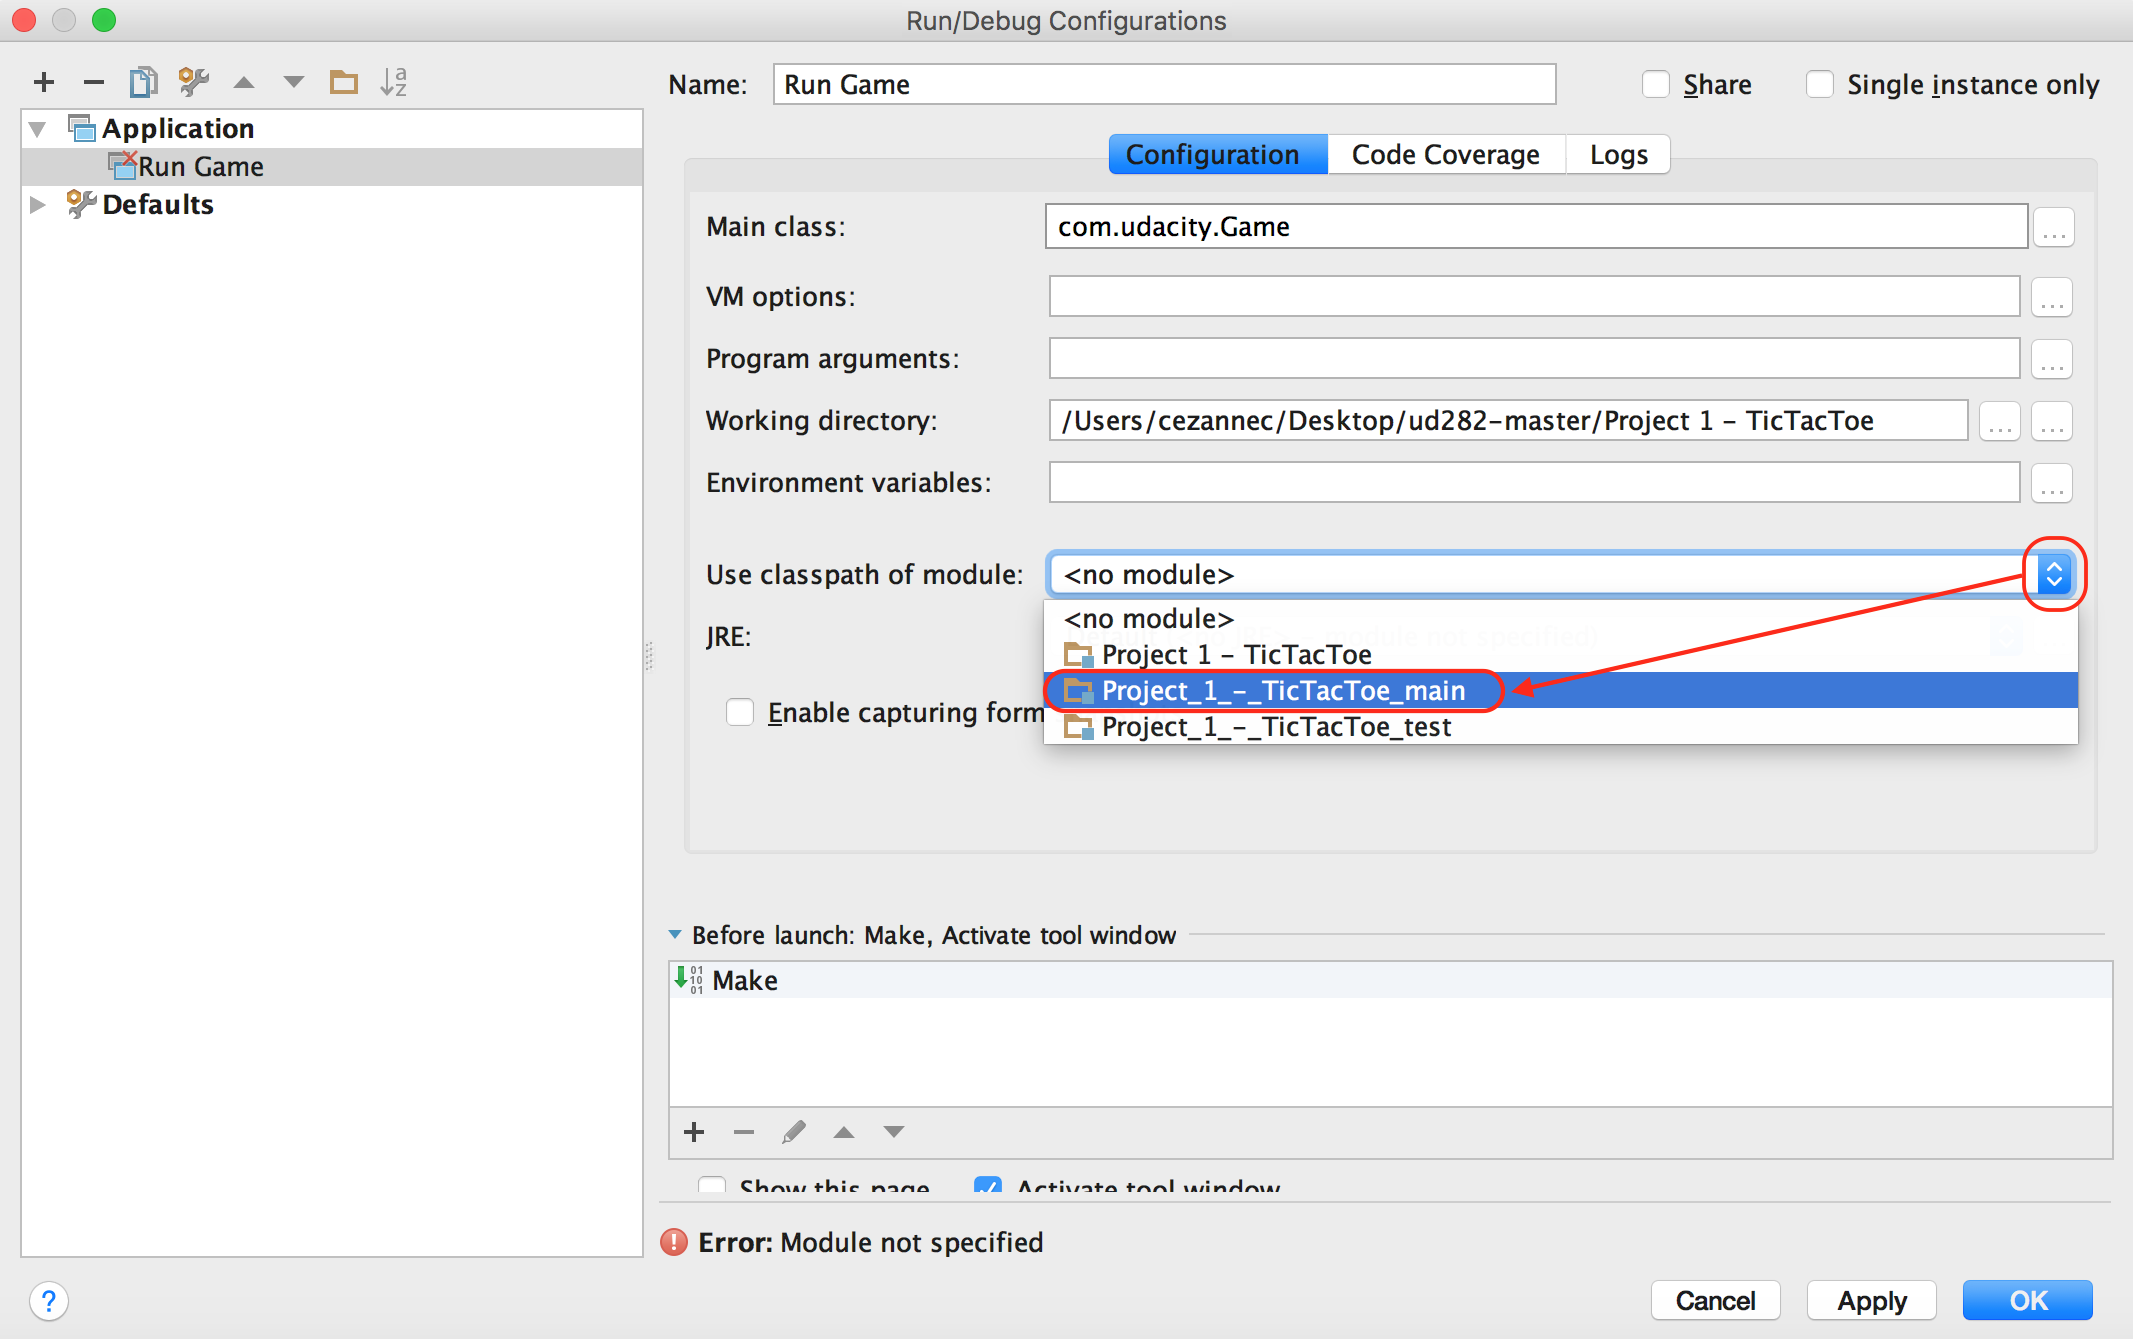 Run/Debug Configurations
Name: Run Game Share Single instance only
Application
Run Game
Defaults
Configuration Code Coverage Logs
Main class: com.udacity.Game ...
VM options: ...
Program arguments: ...
Working directory: /Users/cezannec/Desktop/ud282-master/Project 1 - TicTacToe ... ...
Environment variables: ...
Use classpath of module: <no module>
<no module>
JRE:
Project 1 - TicTacToe
Project_1_-_TicTacToe_main
Enable capturing form
Project_1_-_TicTacToe_test
Before launch: Make, Activate tool window
Make
Show this page Activate tool window
Error: Module not specified
? Cancel Apply OK